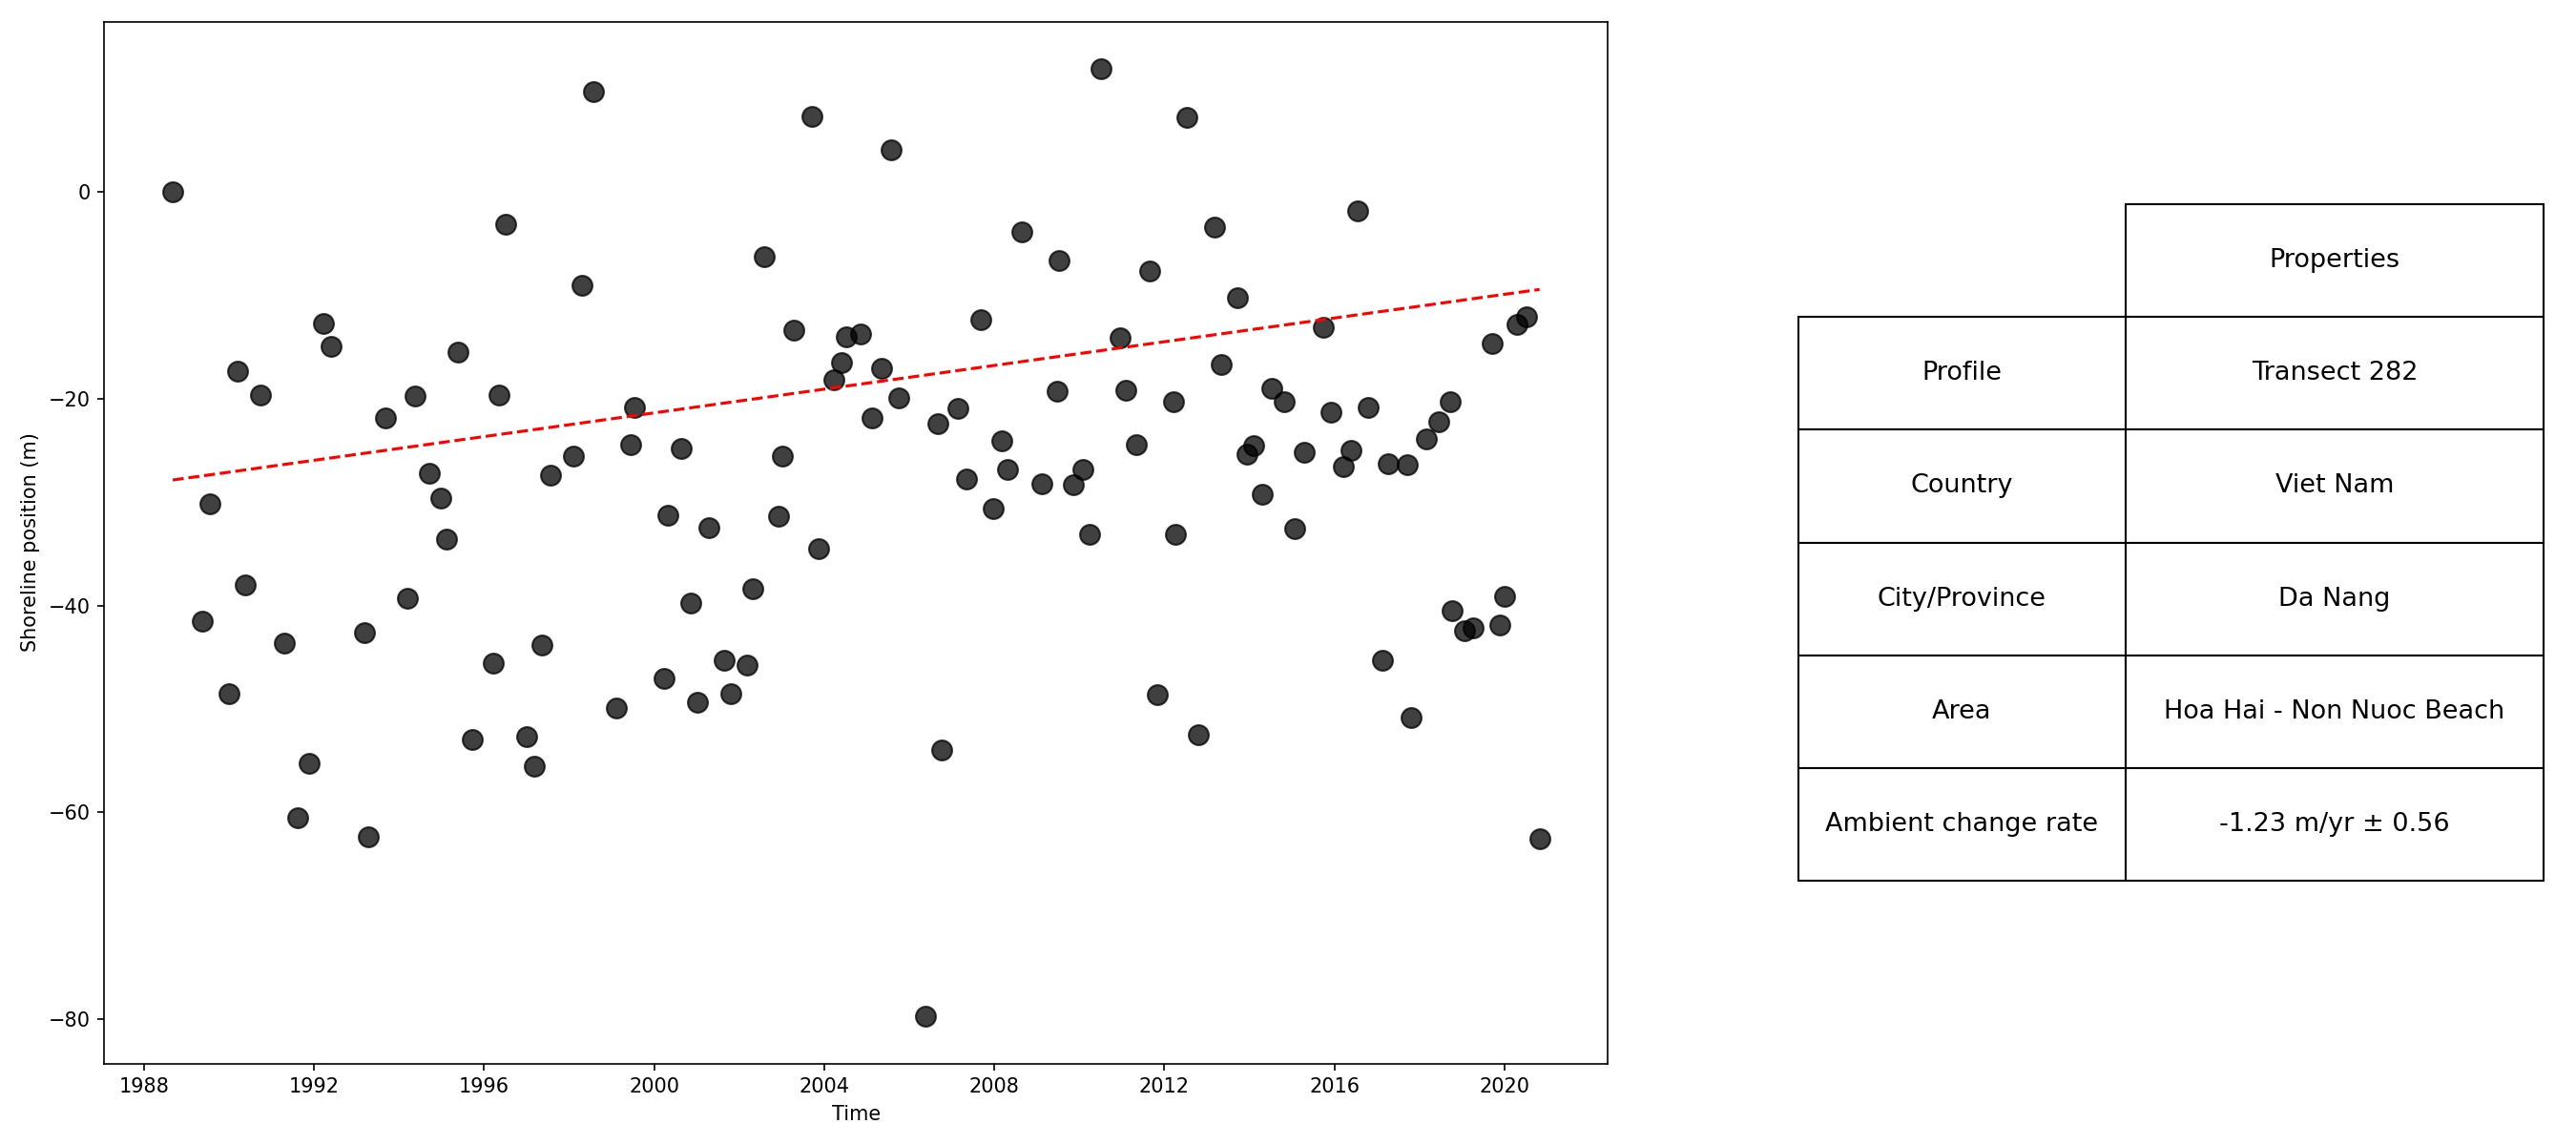 0
−20
−40
−60
−80
Shoreline position (m)
1988 1992 1996 2000 2004 2008 2012 2016 2020
Time
Properties
Profile Transect 282
Country Viet Nam
City/Province Da Nang
Area Hoa Hai - Non Nuoc Beach
Ambient change rate -1.23 m/yr ± 0.56